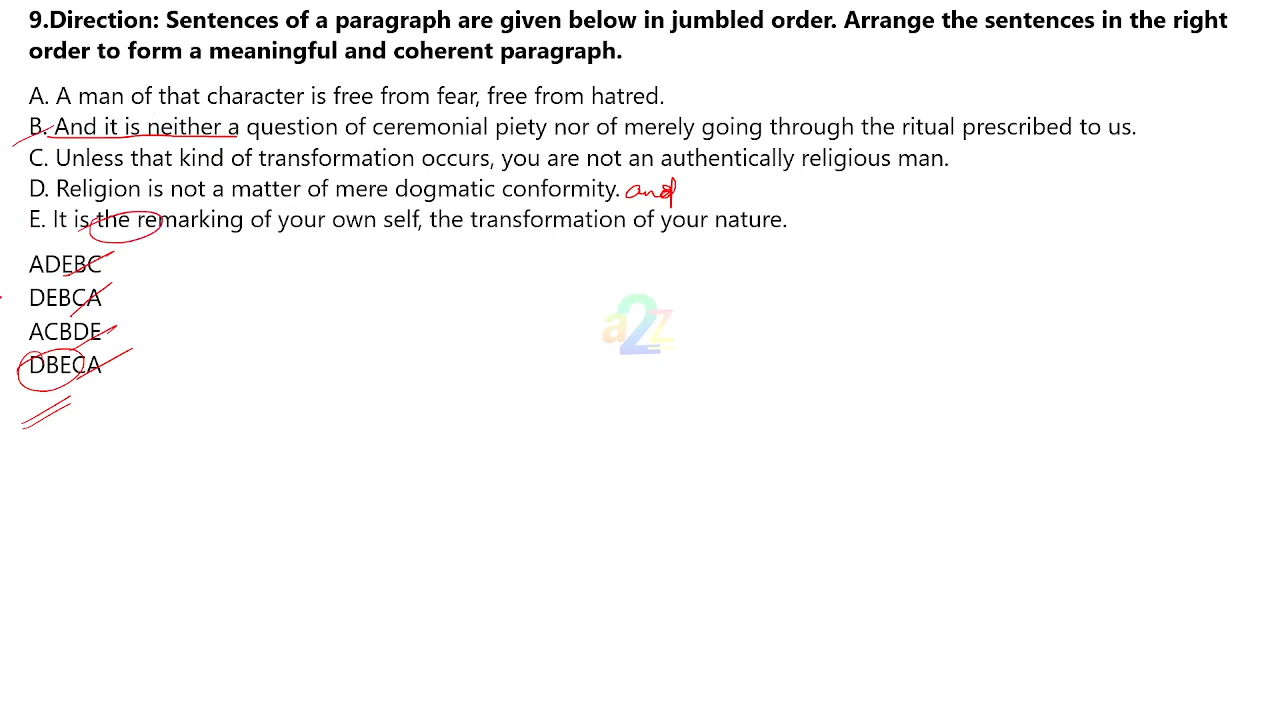 9.Direction: Sentences of a paragraph are given below in jumbled order. Arrange the sentences in the right
order to form a meaningful and coherent paragraph.
A. A man of that character is free from fear, free from hatred.
B. And it is neither a question of ceremonial piety nor of merely going through the ritual prescribed to us.
C. Unless that kind of transformation occurs, you are not an authentically religious man.
D. Religion is not a matter of mere dogmatic conformity. and
E. It is the remarking of your own self, the transformation of your nature.
ADEBC
DEBCA
ACBDE
DBECA
a2z